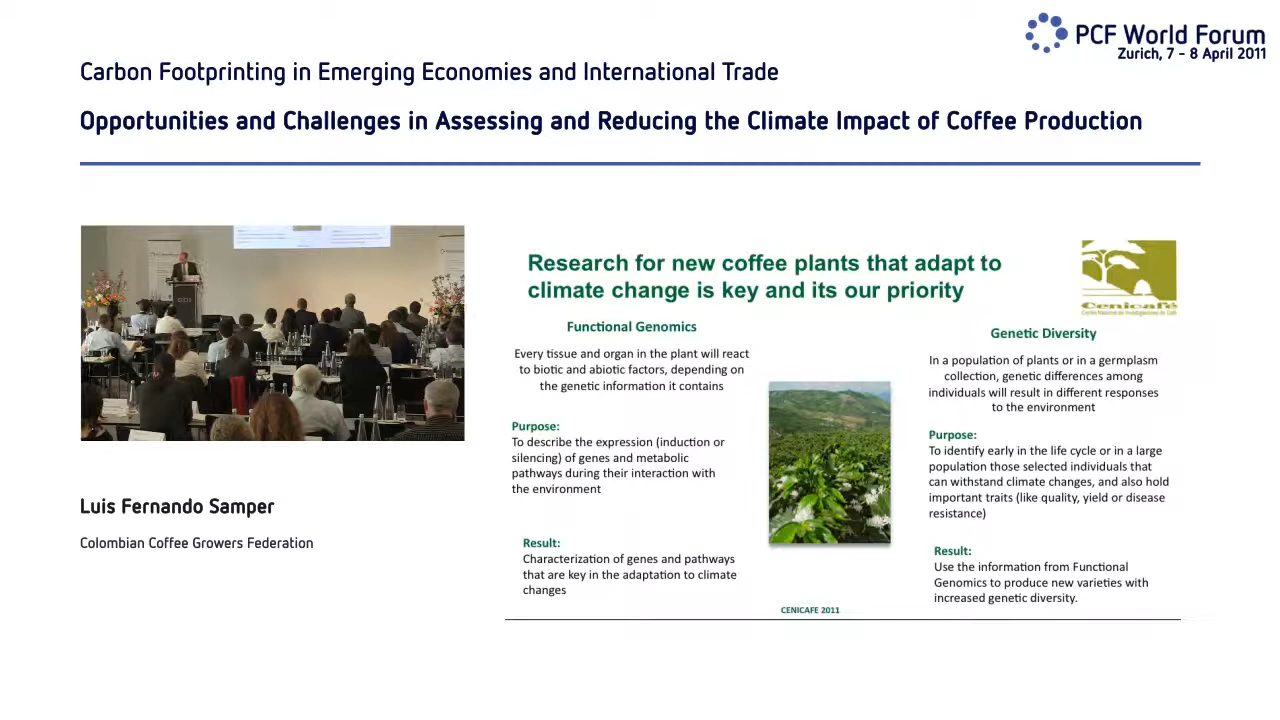 PCF World Forum
Zurich, 7 - 8 April 2011
Carbon Footprinting in Emerging Economies and International Trade
Opportunities and Challenges in Assessing and Reducing the Climate Impact of Coffee Production
Luis Fernando Samper
Colombian Coffee Growers Federation
Research for new coffee plants that adapt to
climate change is key and its our priority
Cenicafé
Functional Genomics
Every tissue and organ in the plant will react
to biotic and abiotic factors, depending on
the genetic information it contains
Purpose:
To describe the expression (induction or
silencing) of genes and metabolic
pathways during their interaction with
the environment
Result:
Characterization of genes and pathways
that are key in the adaptation to climate
changes
Genetic Diversity
In a population of plants or in a germplasm
collection, genetic differences among
individuals will result in different responses
to the environment
Purpose:
To identify early in the life cycle or in a large
population those selected individuals that
can withstand climate changes, and also hold
important traits (like quality, yield or disease
resistance)
Result:
Use the information from Functional
Genomics to produce new varieties with
increased genetic diversity.
CENICAFE 2011